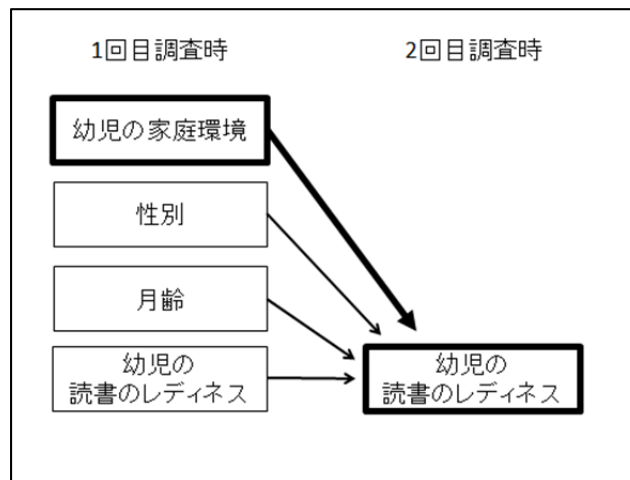 1回目調査時
2回目調査時
幼児の家庭環境
性別
月齢
幼児の
読書のレディネス
幼児の
読書のレディネス